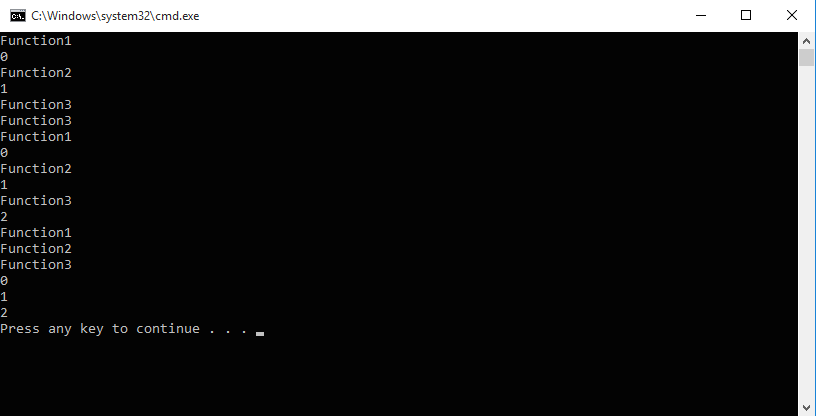 C:\Windows\system32\cmd.exe
Function1
0
Function2
1
Function3
Function3
Function1
0
Function2
1
Function3
2
Function1
Function2
Function3
0
1
2
Press any key to continue . . .